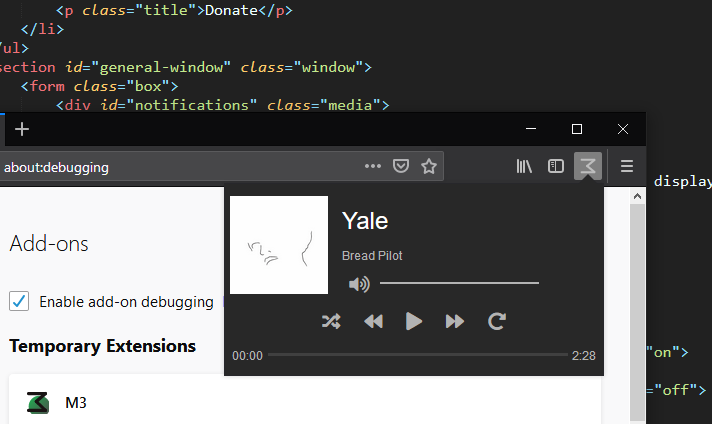 <p class="title">Donate</p>
</li>
/ul>
section id="general-window" class="window">
<form class="box">
<div id="notifications" class="media">
about:debugging
display
Yale
Bread Pilot
Add-ons
Enable add-on debugging
Temporary Extensions
00:00
2:28
"on">
="off">
M3